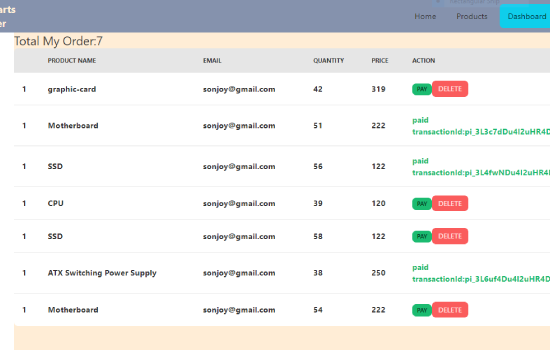 Home Products Dashboard
er
Total My Order:7
PRODUCT NAME EMAIL QUANTITY PRICE ACTION
1 graphic-card sonjoy@gmail.com 42 319 PAY DELETE
1 Motherboard sonjoy@gmail.com 51 222 paid
transactionId:pi_3L3c7dDu4I2uHR4D
1 SSD sonjoy@gmail.com 56 122 paid
transactionId:pi_3L4fwNDu4I2uHR4
1 CPU sonjoy@gmail.com 39 120 PAY DELETE
1 SSD sonjoy@gmail.com 58 122 PAY DELETE
1 ATX Switching Power Supply sonjoy@gmail.com 38 250 paid
transactionId:pi_3L6uf4Du4I2uHR4D
1 Motherboard sonjoy@gmail.com 54 222 PAY DELETE